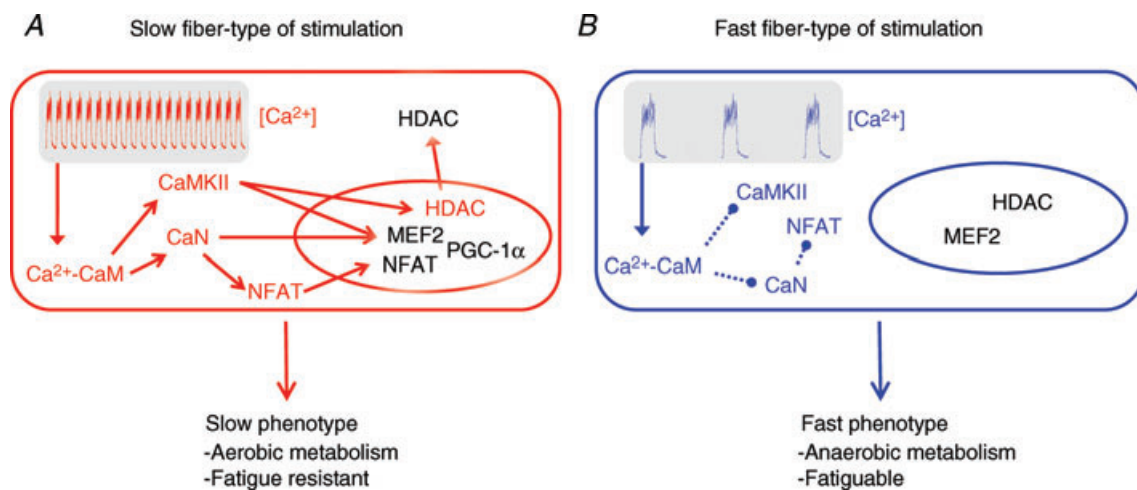 A Slow fiber-type of stimulation
[Ca2+]
HDAC
CaMKII
HDAC
CaN
MEF2
PGC-1α
NFAT
Ca2+-CaM
NFAT
Slow phenotype
-Aerobic metabolism
-Fatigue resistant
B Fast fiber-type of stimulation
[Ca2+]
CaMKII
HDAC
NFAT
MEF2
Ca2+-CaM
CaN
Fast phenotype
-Anaerobic metabolism
-Fatiguable